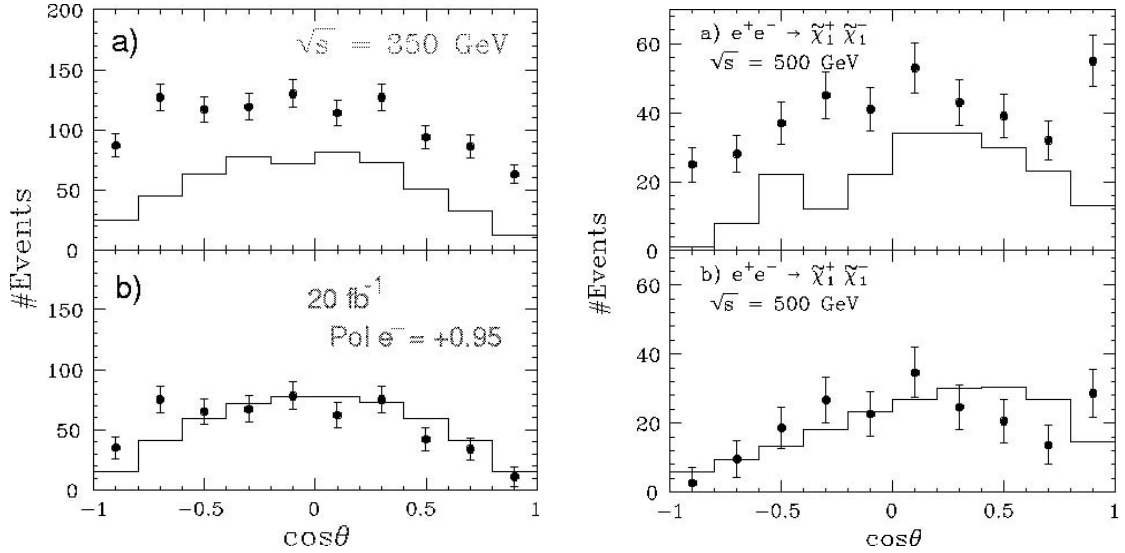 200
a)
√s = 350 GeV
150
100
50
0
#Events
b)
20 fb⁻¹
Pol e⁻ = +0.95
150
100
50
0
−1
−0.5
0
0.5
1
cosθ
60
a) e⁺e⁻ → χ̃₁⁺ χ̃₁⁻
√s = 500 GeV
40
20
0
#Events
b) e⁺e⁻ → χ̃₁⁺ χ̃₁⁻
√s = 500 GeV
60
40
20
0
−1
−0.5
0
0.5
1
cosθ